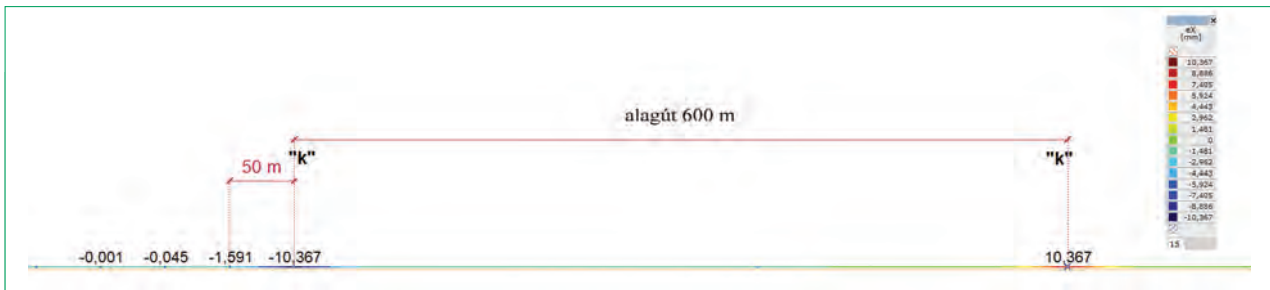 eX
[mm]
10,367
8,886
7,405
5,924
4,443
2,962
1,481
0
-1,481
-2,962
-4,443
-5,924
-7,405
-8,886
-10,367
15
alagút 600 m
"k"
"k"
50 m
-0,001 -0,045 -1,591 -10,367 10,367